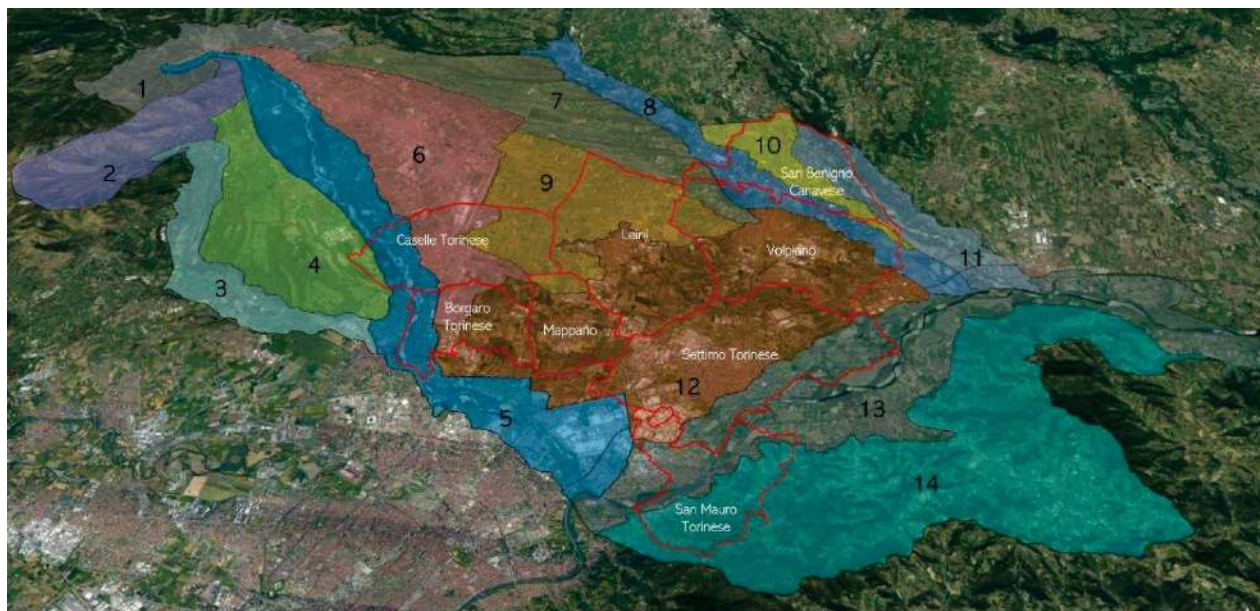 1
2
3
4
5
6
7
8
9
10
San Benigno
Canavese
11
Caselle Torinese
Leinì
Volpiano
Borgaro
Torinese
Mappano
Settimo Torinese
12
13
14
San Mauro
Torinese